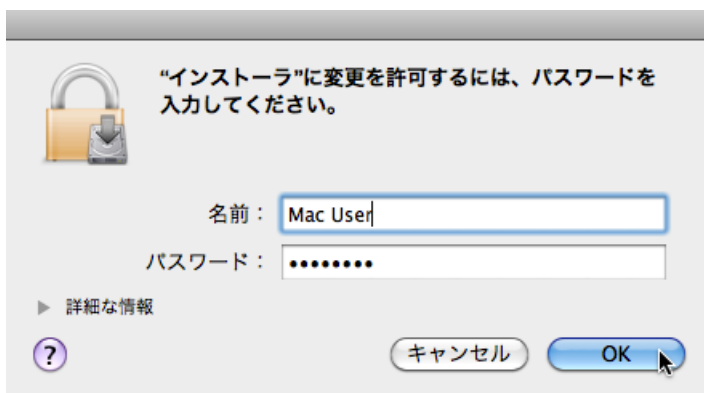 “インストーラ”に変更を許可するには、パスワードを
入力してください。
名前： Mac User
パスワード： ••••••••
詳細な情報
?
キャンセル OK